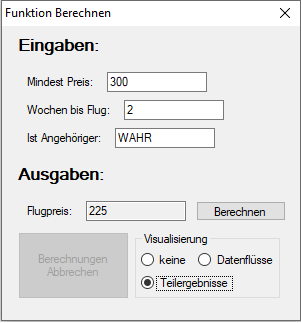 Funktion Berechnen
Eingaben:
Mindest Preis: 300
Wochen bis Flug: 2
Ist Angehöriger: WAHR
Ausgaben:
Flugpreis: 225 Berechnen
Visualisierung
Berechnungen Abbrechen
keine Datenflüsse
Teilergebnisse